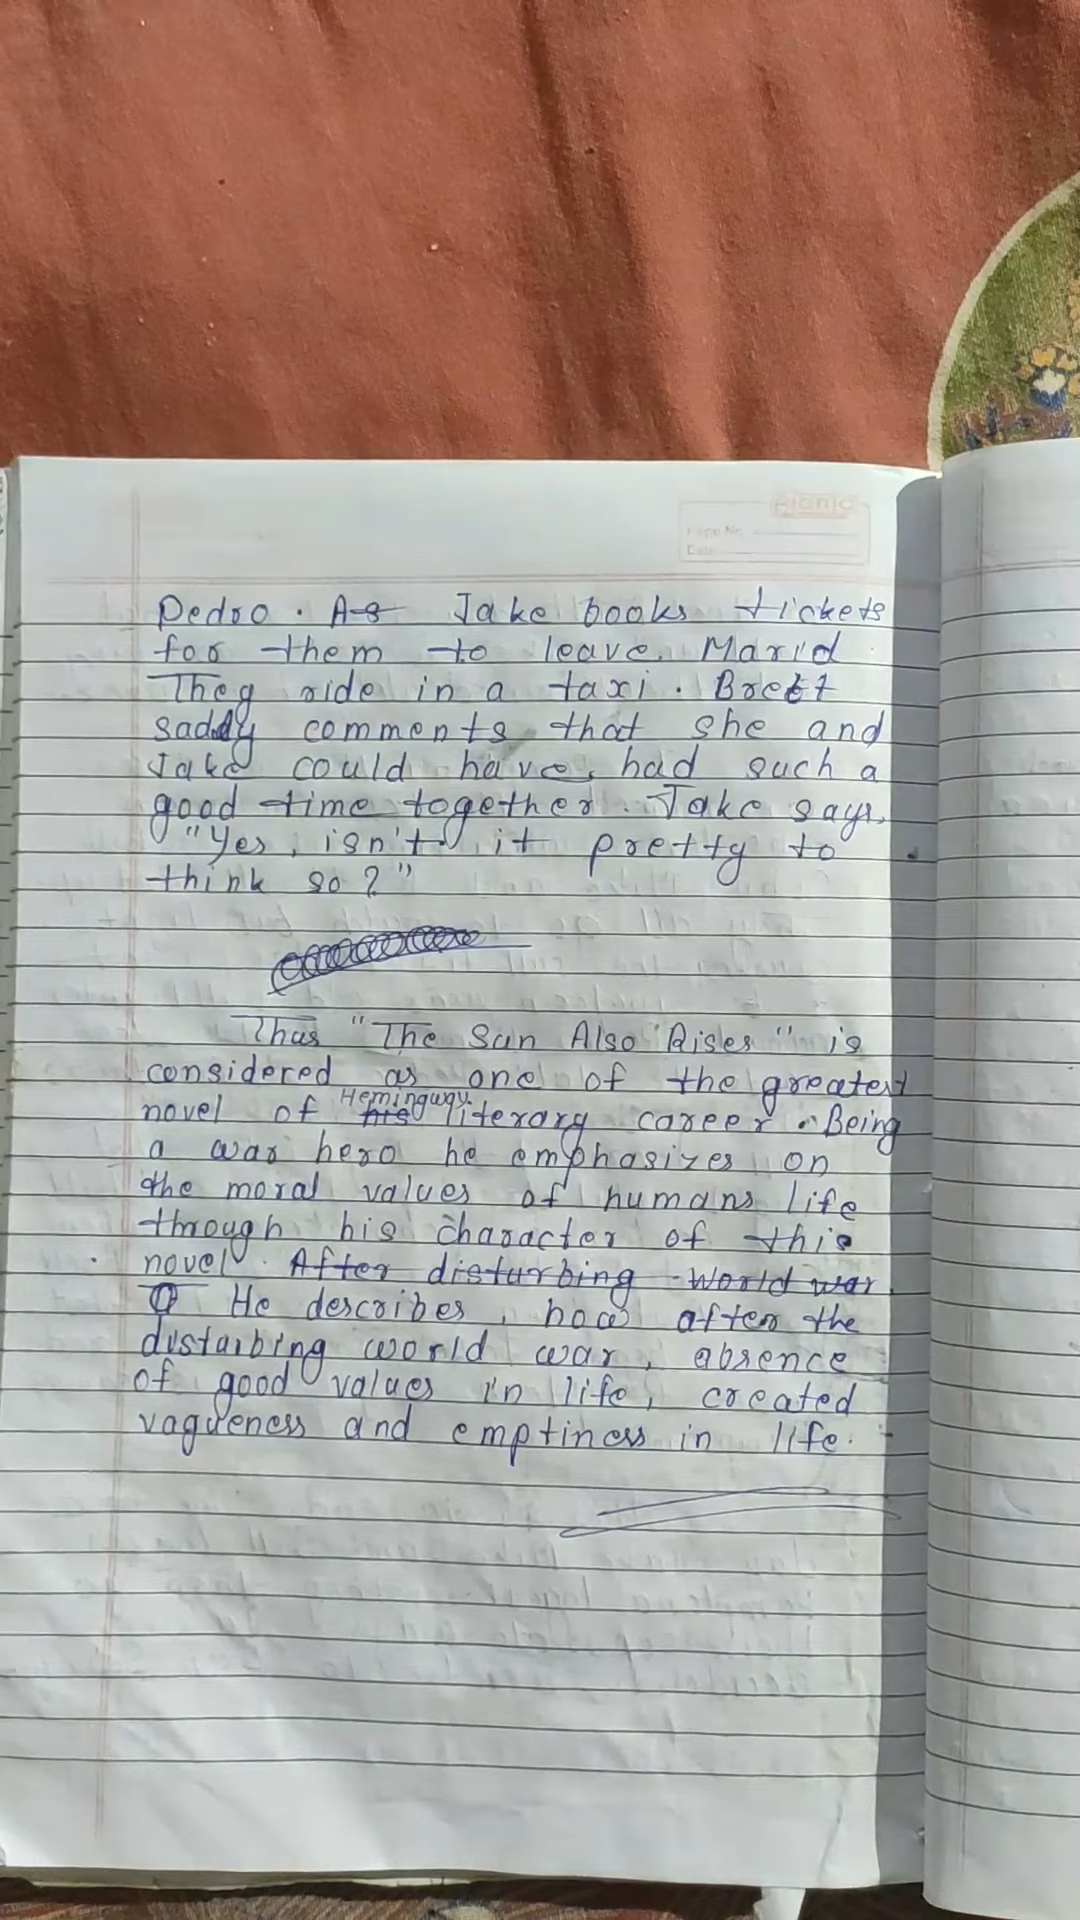 Pedro. As Jake books tickets
for them to leave Marid.
They ride in a taxi. Brett
saddly comments that she and
Jake could have, had such a
good time together. Jake says,
"Yes, isn't it pretty to
think so?"
Thus "The Sun Also Rises" is
considered as one of the greatest
Hemingway
novel of his literary career. Being
a war hero he emphasizes on
the moral values of humans life
through his character of this
novel. After disturbing World war
He describes, how after the
disturbing world war, absence
of good values in life, created
vagueness and emptiness in life.